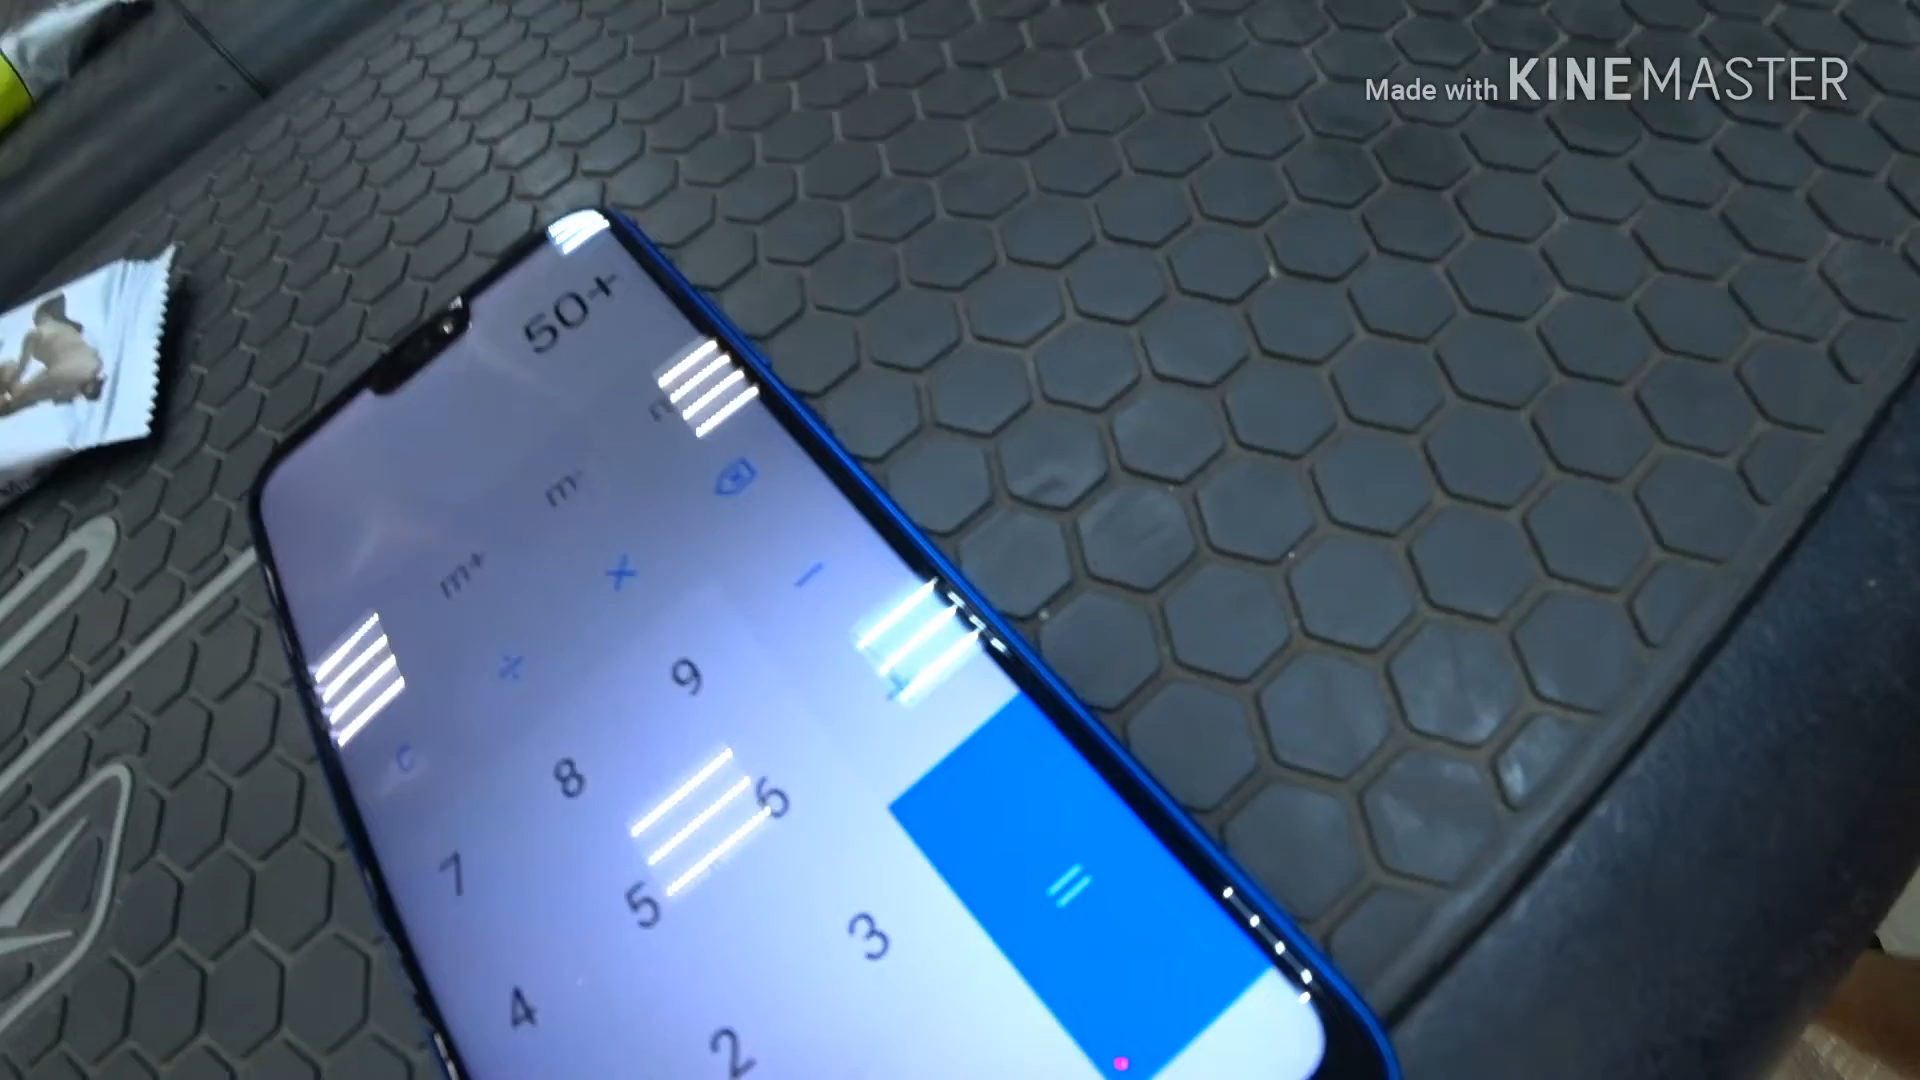 Made with KINEMASTER
50+
m+ m-
c ÷ × ⌫
7 8 9 −
4 5 6 +
2 3 =